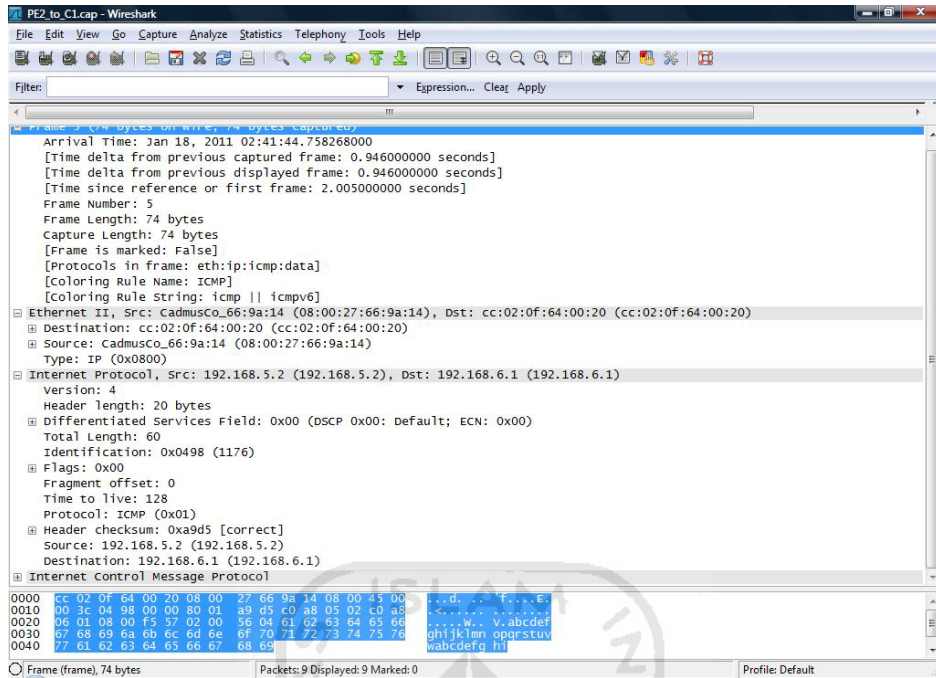 PE2_to_C1.cap - Wireshark
File Edit View Go Capture Analyze Statistics Telephony Tools Help
Filter: Expression... Clear Apply
Frame 5 (74 bytes on wire, 74 bytes captured)
Arrival Time: Jan 18, 2011 02:41:44.758268000
[Time delta from previous captured frame: 0.946000000 seconds]
[Time delta from previous displayed frame: 0.946000000 seconds]
[Time since reference or first frame: 2.005000000 seconds]
Frame Number: 5
Frame Length: 74 bytes
Capture Length: 74 bytes
[Frame is marked: False]
[Protocols in frame: eth:ip:icmp:data]
[Coloring Rule Name: ICMP]
[Coloring Rule String: icmp || icmpv6]
Ethernet II, Src: CadmusCo_66:9a:14 (08:00:27:66:9a:14), Dst: cc:02:0f:64:00:20 (cc:02:0f:64:00:20)
Destination: cc:02:0f:64:00:20 (cc:02:0f:64:00:20)
Source: CadmusCo_66:9a:14 (08:00:27:66:9a:14)
Type: IP (0x0800)
Internet Protocol, Src: 192.168.5.2 (192.168.5.2), Dst: 192.168.6.1 (192.168.6.1)
Version: 4
Header length: 20 bytes
Differentiated Services Field: 0x00 (DSCP 0x00: Default; ECN: 0x00)
Total Length: 60
Identification: 0x0498 (1176)
Flags: 0x00
Fragment offset: 0
Time to live: 128
Protocol: ICMP (0x01)
Header checksum: 0xa9d5 [correct]
Source: 192.168.5.2 (192.168.5.2)
Destination: 192.168.6.1 (192.168.6.1)
Internet Control Message Protocol
ISLAM
0000 cc 02 0f 64 00 20 08 00 27 66 9a 14 08 00 45 00 ...d. .. 'f....E.
0010 00 3c 04 98 00 00 80 01 a9 d5 c0 a8 05 02 c0 a8 .<...... ........
0020 06 01 08 00 f5 57 02 00 56 04 61 62 63 64 65 66 .....W.. V.abcdef
0030 67 68 69 6a 6b 6c 6d 6e 6f 70 71 72 73 74 75 76 ghijklmn opqrstuv
0040 77 61 62 63 64 65 66 67 68 69 wabcdefg hi
Frame (frame), 74 bytes Packets: 9 Displayed: 9 Marked: 0 Profile: Default